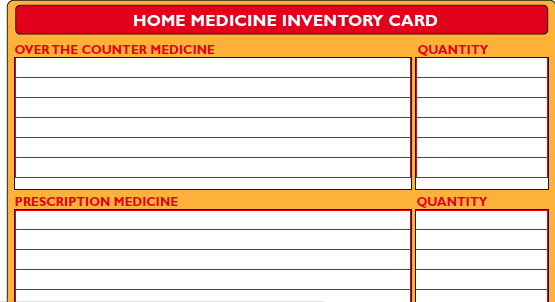 HOME MEDICINE INVENTORY CARD
OVER THE COUNTER MEDICINE QUANTITY
PRESCRIPTION MEDICINE QUANTITY